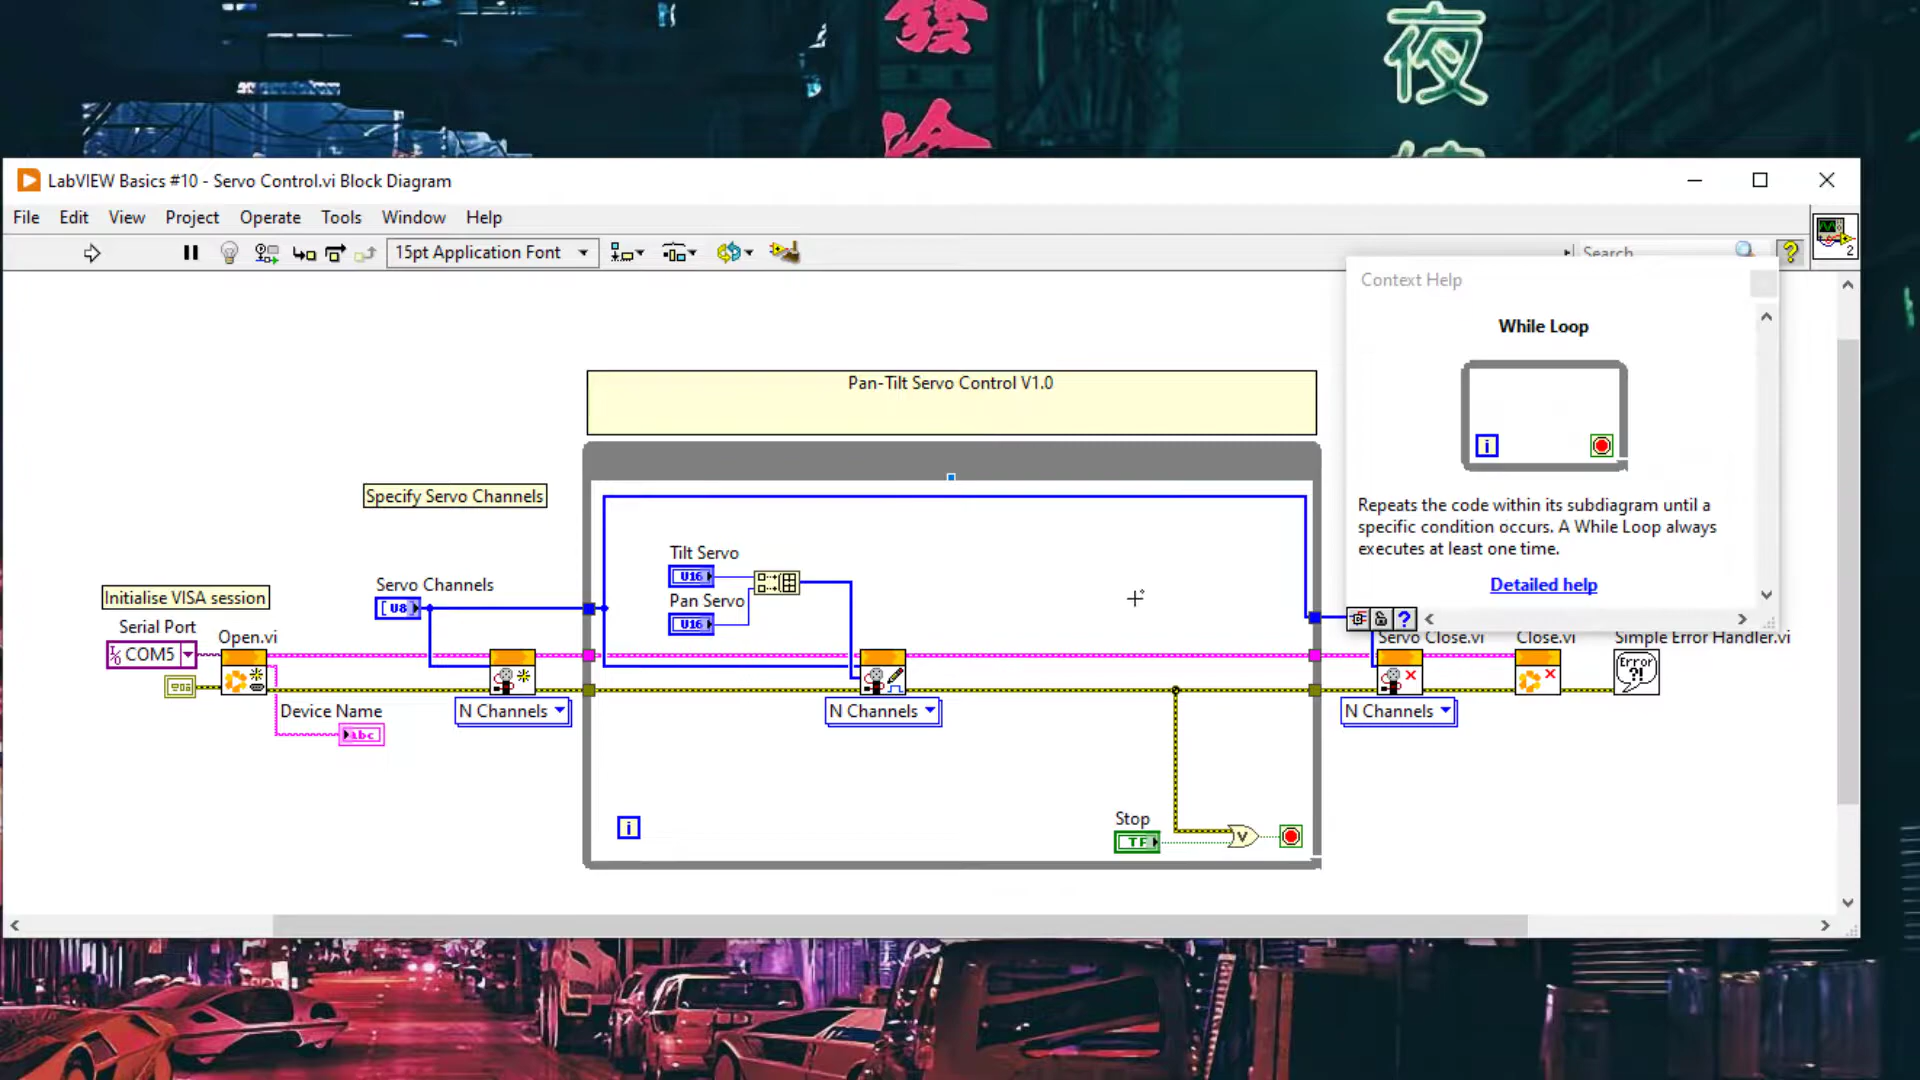 發
冷
夜
LabVIEW Basics #10 - Servo Control.vi Block Diagram
File Edit View Project Operate Tools Window Help
15pt Application Font
Search
2
Context Help
While Loop
i
Repeats the code within its subdiagram until a
specific condition occurs. A While Loop always
executes at least one time.
Detailed help
?
Pan-Tilt Servo Control V1.0
Specify Servo Channels
Tilt Servo
U16
Pan Servo
U16
Servo Channels
[U8
Initialise VISA session
Serial Port
COM5
Open.vi
Device Name
Abc
N Channels
N Channels
Servo Close.vi
Close.vi
Simple Error Handler.vi
Error
?!
N Channels
i
Stop
TF
V